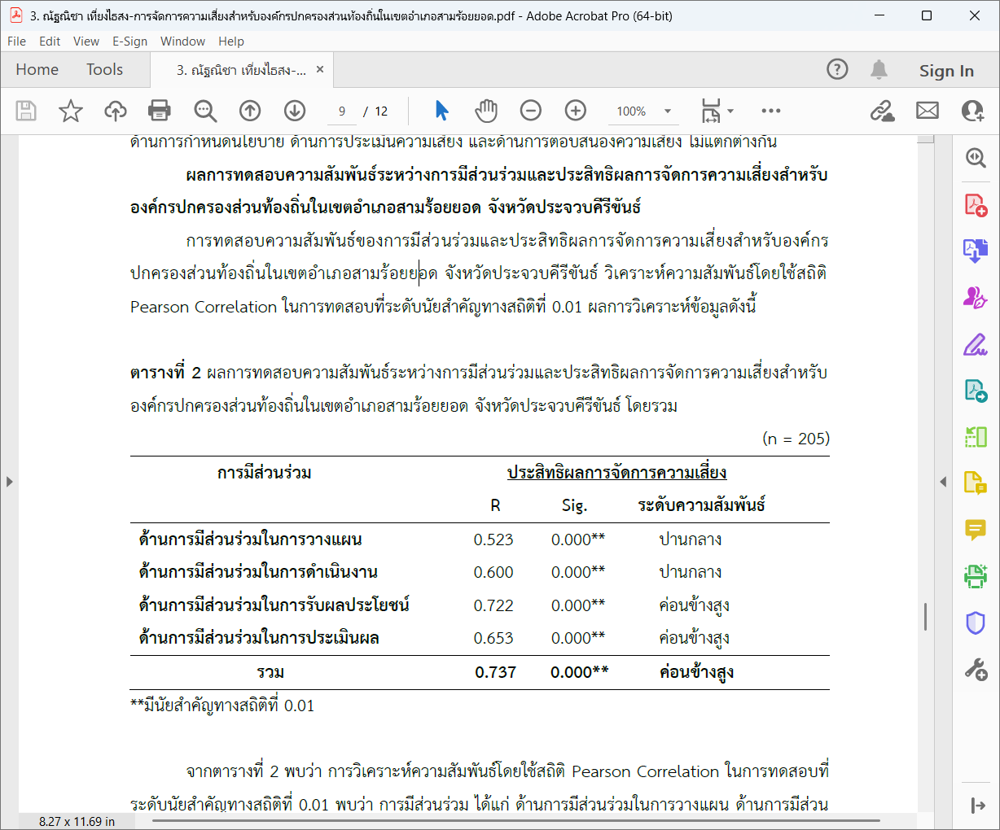 3. ณัฐณิชา เที่ยงไธสง-การจัดการความเสี่ยงสำหรับองค์กรปกครองส่วนท้องถิ่นในเขตอำเภอสามร้อยยอด.pdf - Adobe Acrobat Pro (64-bit)
File Edit View E-Sign Window Help
Home Tools 3. ณัฐณิชา เที่ยงไธสง-... Sign In
9 / 12 100%
ด้านการกำหนดนโยบาย ด้านการประเมินความเสี่ยง และด้านการตอบสนองความเสี่ยง ไม่แตกต่างกัน
ผลการทดสอบความสัมพันธ์ระหว่างการมีส่วนร่วมและประสิทธิผลการจัดการความเสี่ยงสำหรับ
องค์กรปกครองส่วนท้องถิ่นในเขตอำเภอสามร้อยยอด จังหวัดประจวบคีรีขันธ์
การทดสอบความสัมพันธ์ของการมีส่วนร่วมและประสิทธิผลการจัดการความเสี่ยงสำหรับองค์กร
ปกครองส่วนท้องถิ่นในเขตอำเภอสามร้อยยอด จังหวัดประจวบคีรีขันธ์ วิเคราะห์ความสัมพันธ์โดยใช้สถิติ
Pearson Correlation ในการทดสอบที่ระดับนัยสำคัญทางสถิติที่ 0.01 ผลการวิเคราะห์ข้อมูลดังนี้
ตารางที่ 2 ผลการทดสอบความสัมพันธ์ระหว่างการมีส่วนร่วมและประสิทธิผลการจัดการความเสี่ยงสำหรับ
องค์กรปกครองส่วนท้องถิ่นในเขตอำเภอสามร้อยยอด จังหวัดประจวบคีรีขันธ์ โดยรวม
(n = 205)
การมีส่วนร่วม ประสิทธิผลการจัดการความเสี่ยง
R Sig. ระดับความสัมพันธ์
ด้านการมีส่วนร่วมในการวางแผน 0.523 0.000** ปานกลาง
ด้านการมีส่วนร่วมในการดำเนินงาน 0.600 0.000** ปานกลาง
ด้านการมีส่วนร่วมในการรับผลประโยชน์ 0.722 0.000** ค่อนข้างสูง
ด้านการมีส่วนร่วมในการประเมินผล 0.653 0.000** ค่อนข้างสูง
รวม 0.737 0.000** ค่อนข้างสูง
**มีนัยสำคัญทางสถิติที่ 0.01
จากตารางที่ 2 พบว่า การวิเคราะห์ความสัมพันธ์โดยใช้สถิติ Pearson Correlation ในการทดสอบที่
ระดับนัยสำคัญทางสถิติที่ 0.01 พบว่า การมีส่วนร่วม ได้แก่ ด้านการมีส่วนร่วมในการวางแผน ด้านการมีส่วน
8.27 x 11.69 in